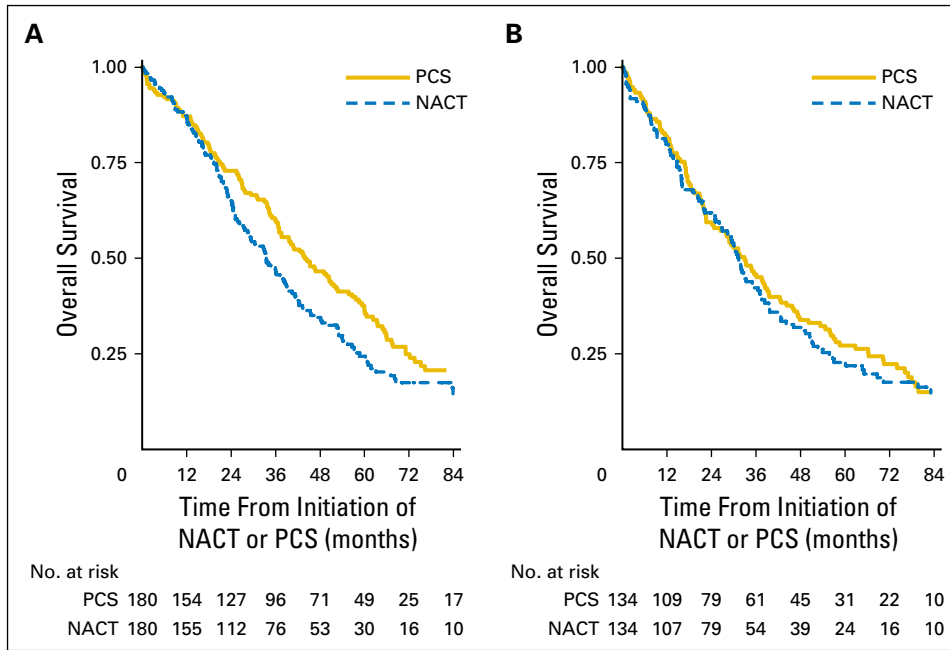 A
1.00
0.75
0.50
0.25
0
Overall Survival
PCS
NACT
12 24 36 48 60 72 84
Time From Initiation of
NACT or PCS (months)
No. at risk
PCS 180 154 127 96 71 49 25 17
NACT 180 155 112 76 53 30 16 10
B
1.00
0.75
0.50
0.25
0
Overall Survival
PCS
NACT
12 24 36 48 60 72 84
Time From Initiation of
NACT or PCS (months)
No. at risk
PCS 134 109 79 61 45 31 22 10
NACT 134 107 79 54 39 24 16 10